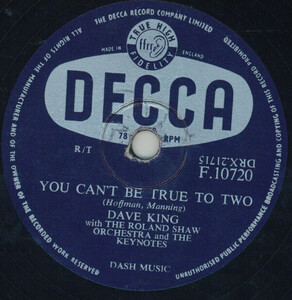 THE DECCA RECORD COMPANY LIMITED
ALL RIGHTS OF THE MANUFACTURER AND OF THE OWNER OF THE RECORDED WORK RESERVED
UNAUTHORISED PUBLIC PERFORMANCE BROADCASTING AND COPYING OF THIS RECORD PROHIBITED
TRUE HIGH
ffrr
FIDELITY
MADE IN
ENGLAND
DECCA
78 RPM
R/T
DRX.21715
F.10720
YOU CAN'T BE TRUE TO TWO
(Hoffman, Manning)
DAVE KING
with THE ROLAND SHAW
ORCHESTRA and THE
KEYNOTES
DASH MUSIC